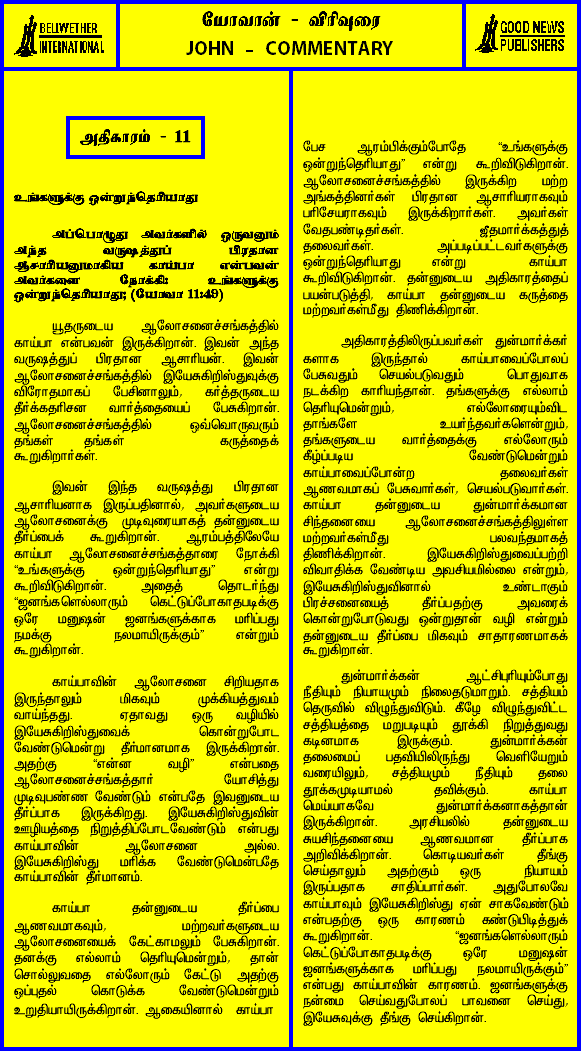 BELWETHER
INTERNATIONAL
யோவான் - விரிவுரை
JOHN - COMMENTARY
GOOD NEWS
PUBLISHERS
அதிகாரம் - 11
உங்களுக்கு ஒன்றுந்தெரியாது
அப்பொழுது அவர்களில் ஒருவனும்
அந்த வருஷத்துப் பிரதான
ஆசாரியனுமாகிய காய்பா என்பவன்
அவர்களை நோக்கி: உங்களுக்கு
ஒன்றுந்தெரியாது; (யோவா 11:49)
யூதருடைய ஆலோசனைச்சங்கத்தில்
காய்பா என்பவன் இருக்கிறான். இவன் அந்த
வருஷத்துப் பிரதான ஆசாரியன். இவன்
ஆலோசனைச்சங்கத்தில் இயேசுகிறிஸ்துவுக்கு
விரோதமாகப் பேசினாலும், கர்த்தருடைய
தீர்க்கதரிசன வார்த்தையைப் பேசுகிறான்.
ஆலோசனைச்சங்கத்தில் ஒவ்வொருவரும்
தங்கள் தங்கள் கருத்தைக்
கூறுகிறார்கள்.
இவன் இந்த வருஷத்து பிரதான
ஆசாரியனாக இருப்பதினால், அவர்களுடைய
ஆலோசனைக்கு முடிவுரையாகத் தன்னுடைய
தீர்ப்பைக் கூறுகிறான். ஆரம்பத்திலேயே
காய்பா ஆலோசனைச்சங்கத்தாரை நோக்கி
“உங்களுக்கு ஒன்றுந்தெரியாது” என்று
கூறிவிடுகிறான். அதைத் தொடர்ந்து
“ஜனங்களெல்லாரும் கெட்டுப்போகாதபடிக்கு
ஒரே மனுஷன் ஜனங்களுக்காக மரிப்பது
நமக்கு நலமாயிருக்கும்” என்றும்
கூறுகிறான்.
காய்பாவின் ஆலோசனை சிறியதாக
இருந்தாலும் மிகவும் முக்கியத்துவம்
வாய்ந்தது. ஏதாவது ஒரு வழியில்
இயேசுகிறிஸ்துவைக் கொன்றுபோட
வேண்டுமென்று தீர்மானமாக இருக்கிறான்.
அதற்கு “என்ன வழி” என்பதை
ஆலோசனைச்சங்கத்தார் யோசித்து
முடிவுபண்ண வேண்டும் என்பதே இவனுடைய
தீர்ப்பாக இருக்கிறது. இயேசுகிறிஸ்துவின்
ஊழியத்தை நிறுத்திப்போடவேண்டும் என்பது
காய்பாவின் ஆலோசனை அல்ல.
இயேசுகிறிஸ்து மரிக்க வேண்டுமென்பதே
காய்பாவின் தீர்மானம்.
காய்பா தன்னுடைய தீர்ப்பை
ஆணவமாகவும், மற்றவர்களுடைய
ஆலோசனையைக் கேட்காமலும் பேசுகிறான்.
தனக்கு எல்லாம் தெரியுமென்றும், தான்
சொல்லுவதை எல்லோரும் கேட்டு அதற்கு
ஒப்புதல் கொடுக்க வேண்டுமென்றும்
உறுதியாயிருக்கிறான். ஆகையினால் காய்பா
பேச ஆரம்பிக்கும்போதே “உங்களுக்கு
ஒன்றுந்தெரியாது” என்று கூறிவிடுகிறான்.
ஆலோசனைச்சங்கத்தில் இருக்கிற மற்ற
அங்கத்தினர்கள் பிரதான ஆசாரியராகவும்
பரிசேயராகவும் இருக்கிறார்கள். அவர்கள்
வேதபண்டிதர்கள். ஜீதமார்க்கத்துத்
தலைவர்கள். அப்படிப்பட்டவர்களுக்கு
ஒன்றுந்தெரியாது என்று காய்பா
கூறிவிடுகிறான். தன்னுடைய அதிகாரத்தைப்
பயன்படுத்தி, காய்பா தன்னுடைய கருத்தை
மற்றவர்கள்மீது திணிக்கிறான்.
அதிகாரத்திலிருப்பவர்கள் துன்மார்க்கர்
களாக இருந்தால் காய்பாவைப்போலப்
பேசுவதும் செயல்படுவதும் பொதுவாக
நடக்கிற காரியந்தான். தங்களுக்கு எல்லாம்
தெரியுமென்றும், எல்லோரையும்விட
தாங்களே உயர்ந்தவர்களென்றும்,
தங்களுடைய வார்த்தைக்கு எல்லோரும்
கீழ்ப்படிய வேண்டுமென்றும்
காய்பாவைப்போன்ற தலைவர்கள்
ஆணவமாகப் பேசுவார்கள், செயல்படுவார்கள்.
காய்பா தன்னுடைய துன்மார்க்கமான
சிந்தனையை ஆலோசனைச்சங்கத்திலுள்ள
மற்றவர்கள்மீது பலவந்தமாகத்
திணிக்கிறான். இயேசுகிறிஸ்துவைப்பற்றி
விவாதிக்க வேண்டிய அவசியமில்லை என்றும்,
இயேசுகிறிஸ்துவினால் உண்டாகும்
பிரச்சனையைத் தீர்ப்பதற்கு அவரைக்
கொன்றுபோடுவது ஒன்றுதான் வழி என்றும்
தன்னுடைய தீர்ப்பை மிகவும் சாதாரணமாகக்
கூறுகிறான்.
துன்மார்க்கன் ஆட்சிபுரியும்போது
நீதியும் நியாயமும் நிலைதடுமாறும். சத்தியம்
தெருவில் விழுந்துவிடும். கீழே விழுந்துவிட்ட
சத்தியத்தை மறுபடியும் தூக்கி நிறுத்துவது
கடினமாக இருக்கும். துன்மார்க்கன்
தலைமைப் பதவியிலிருந்து வெளியேறும்
வரையிலும், சத்தியமும் நீதியும் தலை
தூக்கமுடியாமல் தவிக்கும். காய்பா
மெய்யாகவே துன்மார்க்கனாகத்தான்
இருக்கிறான். அரசியலில் தன்னுடைய
சுயசிந்தனையை ஆணவமான தீர்ப்பாக
அறிவிக்கிறான். கொடியவர்கள் தீங்கு
செய்தாலும் அதற்கும் ஒரு நியாயம்
இருப்பதாக சாதிப்பார்கள். அதுபோலவே
காய்பாவும் இயேசுகிறிஸ்து ஏன் சாகவேண்டும்
என்பதற்கு ஒரு காரணம் கண்டுபிடித்துக்
கூறுகிறான். “ஜனங்களெல்லாரும்
கெட்டுப்போகாதபடிக்கு ஒரே மனுஷன்
ஜனங்களுக்காக மரிப்பது நலமாயிருக்கும்”
என்பது காய்பாவின் காரணம். ஜனங்களுக்கு
நன்மை செய்வதுபோலப் பாவனை செய்து,
இயேசுவுக்கு தீங்கு செய்கிறான்.